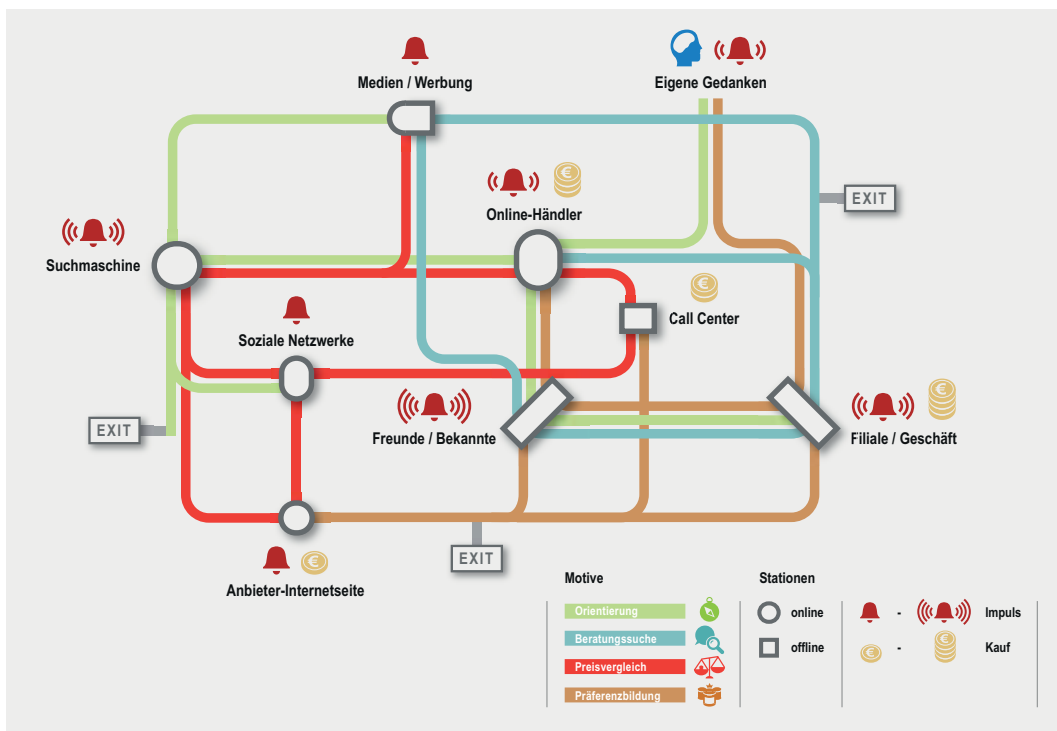 Medien / Werbung
Eigene Gedanken
EXIT
Online-Händler
Suchmaschine
Call Center
Soziale Netzwerke
EXIT
Freunde / Bekannte
Filiale / Geschäft
EXIT
Anbieter-Internetseite
Motive
Orientierung
Beratungssuche
Preisvergleich
Präferenzbildung
Stationen
online
offline
- Impuls
- Kauf